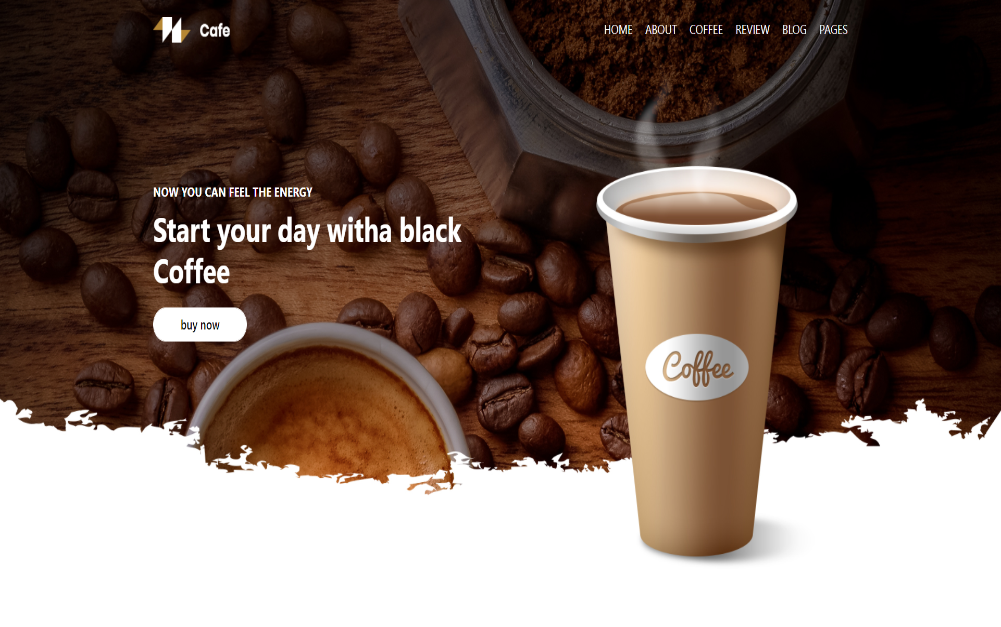 Cafe
HOME ABOUT COFFEE REVIEW BLOG PAGES
NOW YOU CAN FEEL THE ENERGY
Start your day witha black
Coffee
buy now
Coffee